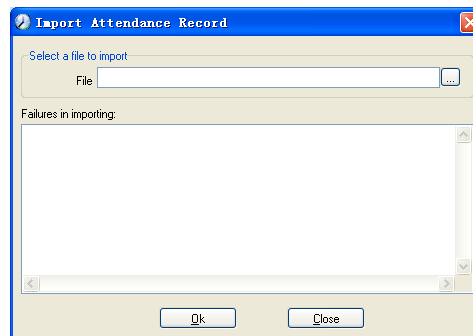 Import Attendance Record
Select a file to import
File
...
Failures in importing:
Ok
Close